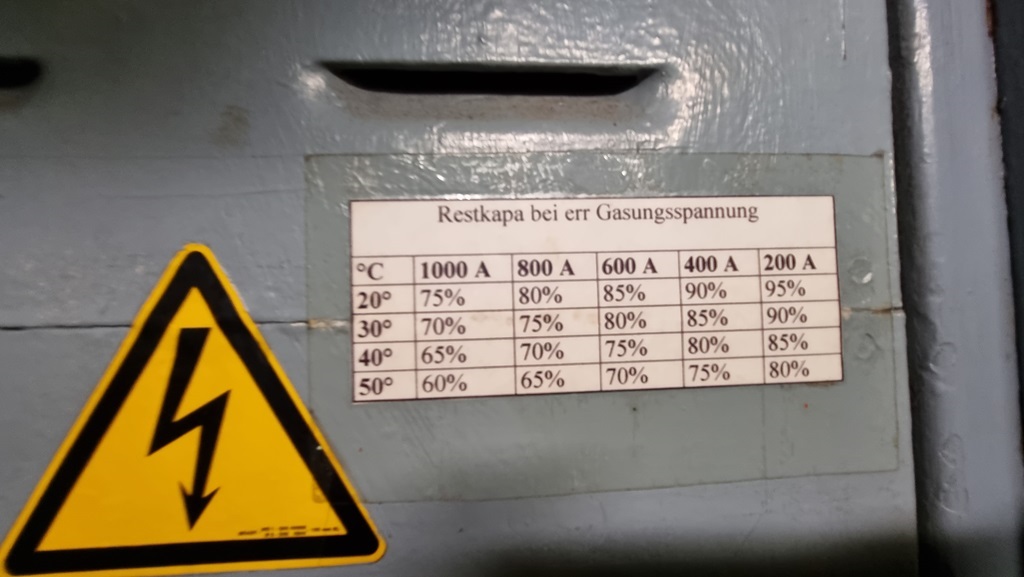 Restkapa bei err Gasungsspannung
°C 1000 A 800 A 600 A 400 A 200 A
20° 75% 80% 85% 90% 95%
30° 70% 75% 80% 85% 90%
40° 65% 70% 75% 80% 85%
50° 60% 65% 70% 75% 80%